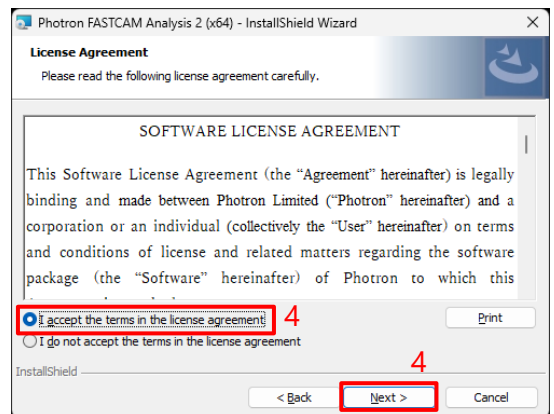 Photron FASTCAM Analysis 2 (x64) - InstallShield Wizard
License Agreement
Please read the following license agreement carefully.
SOFTWARE LICENSE AGREEMENT
This Software License Agreement (the “Agreement” hereinafter) is legally
binding and made between Photron Limited (“Photron” hereinafter) and a
corporation or an individual (collectively the “User” hereinafter) on terms
and conditions of license and related matters regarding the software
package (the “Software” hereinafter) of Photron to which this
I accept the terms in the license agreement 4
Print
I do not accept the terms in the license agreement
4
InstallShield
< Back Next > Cancel